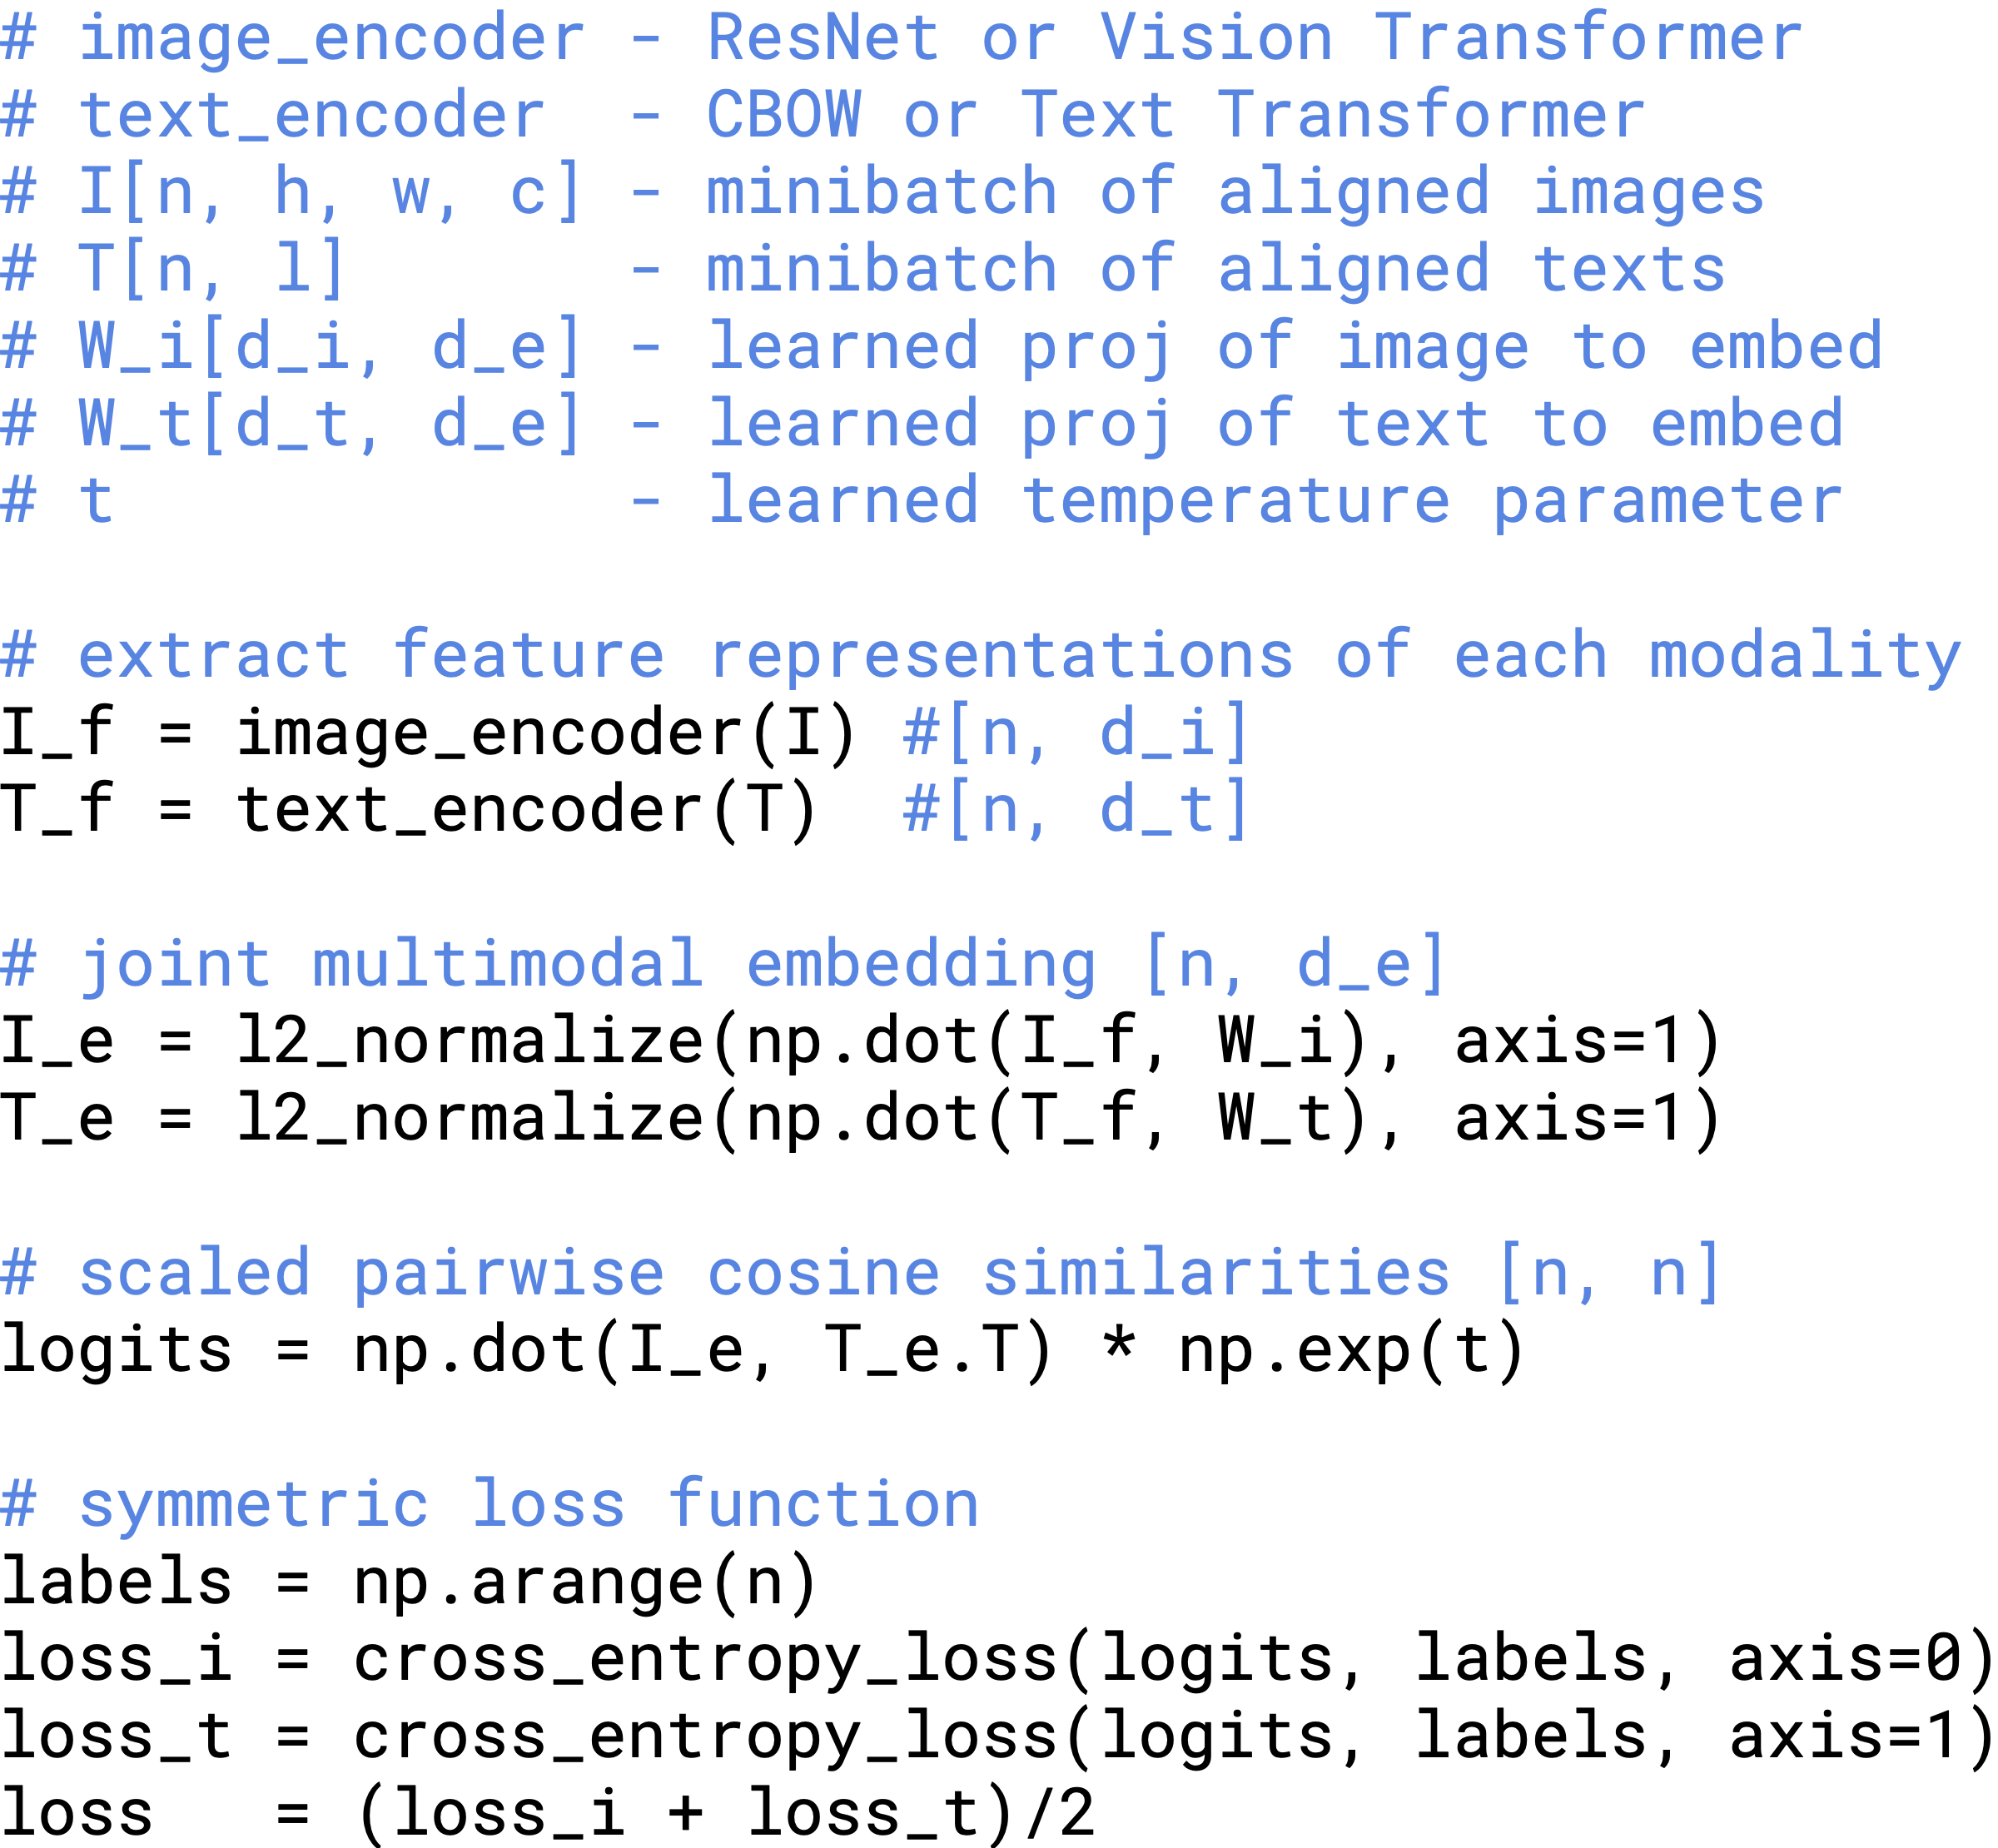 # image_encoder - ResNet or Vision Transformer
# text_encoder  - CBOW or Text Transformer
# I[n, h, w, c] - minibatch of aligned images
# T[n, l]       - minibatch of aligned texts
# W_i[d_i, d_e] - learned proj of image to embed
# W_t[d_t, d_e] - learned proj of text to embed
# t             - learned temperature parameter

# extract feature representations of each modality
I_f = image_encoder(I) #[n, d_i]
T_f = text_encoder(T)  #[n, d_t]

# joint multimodal embedding [n, d_e]
I_e = l2_normalize(np.dot(I_f, W_i), axis=1)
T_e = l2_normalize(np.dot(T_f, W_t), axis=1)

# scaled pairwise cosine similarities [n, n]
logits = np.dot(I_e, T_e.T) * np.exp(t)

# symmetric loss function
labels = np.arange(n)
loss_i = cross_entropy_loss(logits, labels, axis=0)
loss_t = cross_entropy_loss(logits, labels, axis=1)
loss   = (loss_i + loss_t)/2